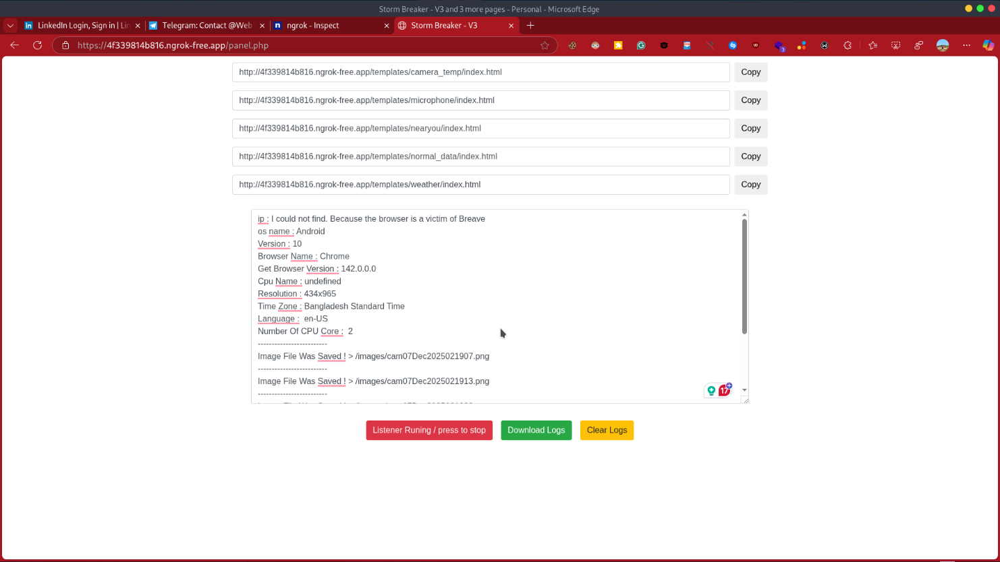 Storm Breaker - V3 and 3 more pages - Personal - Microsoft Edge
LinkedIn Login, Sign in | Lin
Telegram: Contact @Web
ngrok - Inspect
Storm Breaker - V3
https://4f339814b816.ngrok-free.app/panel.php
3
http://4f339814b816.ngrok-free.app/templates/camera_temp/index.html
Copy
http://4f339814b816.ngrok-free.app/templates/microphone/index.html
Copy
http://4f339814b816.ngrok-free.app/templates/nearyou/index.html
Copy
http://4f339814b816.ngrok-free.app/templates/normal_data/index.html
Copy
http://4f339814b816.ngrok-free.app/templates/weather/index.html
Copy
ip : I could not find. Because the browser is a victim of Breave
os name : Android
Version : 10
Browser Name : Chrome
Get Browser Version : 142.0.0.0
Cpu Name : undefined
Resolution : 434x965
Time Zone : Bangladesh Standard Time
Language :  en-US
Number Of CPU Core :  2
-------------------------
Image File Was Saved ! > /images/cam07Dec2025021907.png
-------------------------
Image File Was Saved ! > /images/cam07Dec2025021913.png
-------------------------
17
Listener Runing / press to stop
Download Logs
Clear Logs